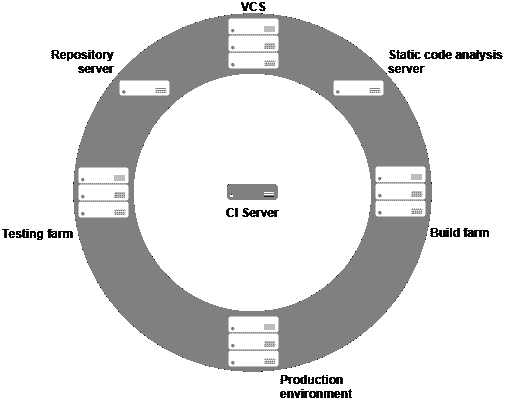 VCS
Repository
server
Static code analysis
server
CI Server
Testing farm
Build farm
Production
environment